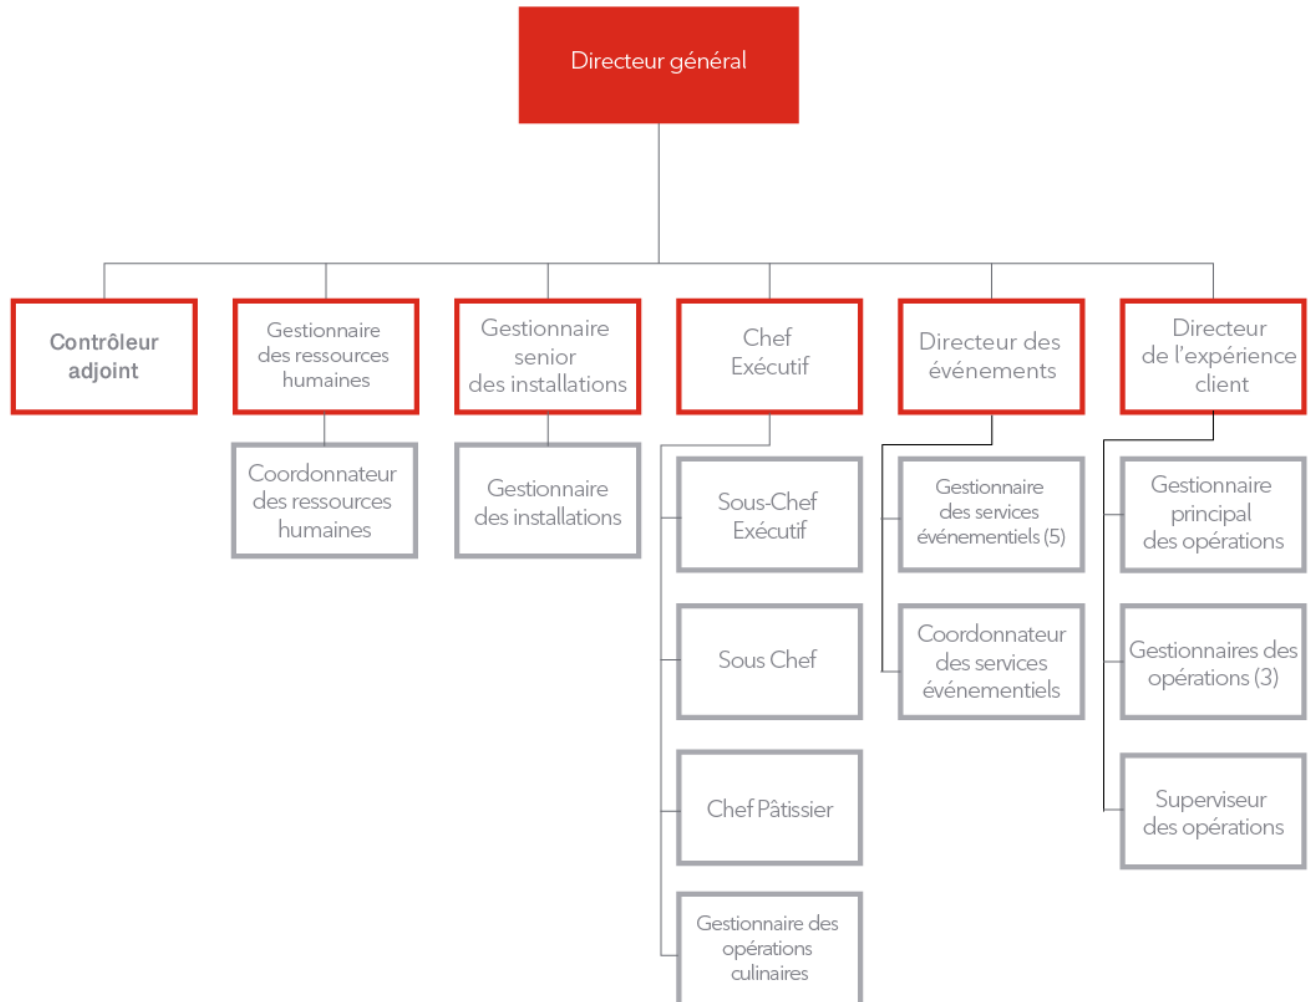 Directeur général
Contrôleur
adjoint
Gestionnaire
des ressources
humaines
Gestionnaire
senior
des installations
Chef
Exécutif
Directeur des
événements
Directeur
de l'expérience
client
Coordonnateur
des ressources
humaines
Gestionnaire
des installations
Sous-Chef
Exécutif
Sous Chef
Chef Pâtissier
Gestionnaire des
opérations
culinaires
Gestionnaire
des services
événementiels (5)
Coordonnateur
des services
événementiels
Gestionnaire
principal
des opérations
Gestionnaires des
opérations (3)
Superviseur
des opérations